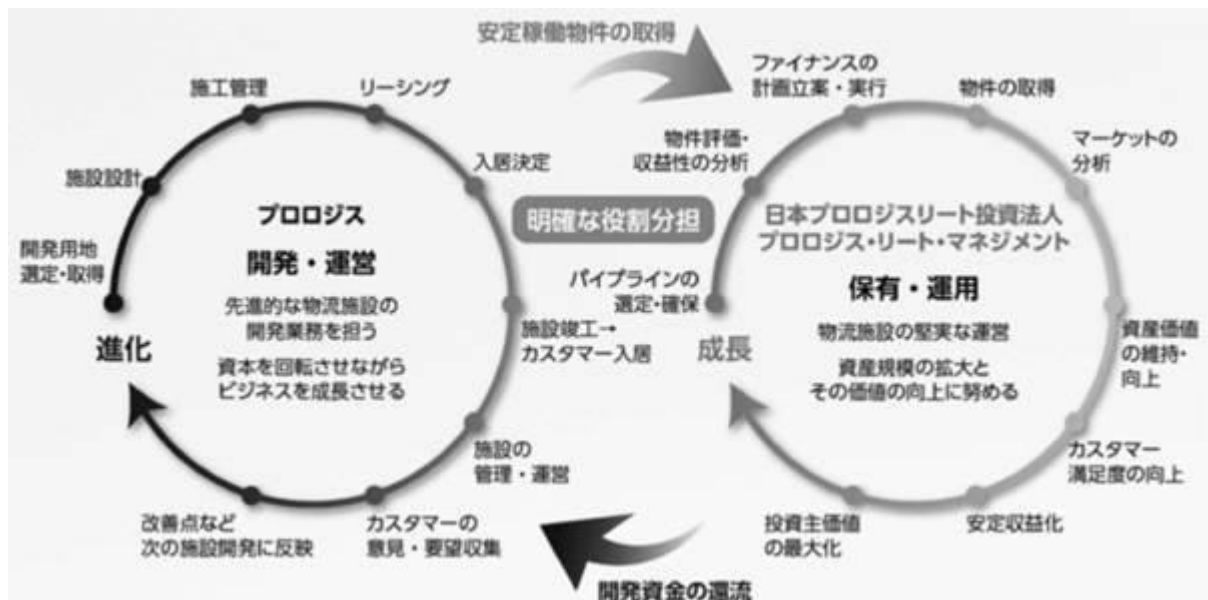 安定稼働物件の取得
施工管理
リーシング
施設設計
入居決定
開発用地
選定・取得
プロロジス
開発・運営
先進的な物流施設の
開発業務を担う
資本を回転させながら
ビジネスを成長させる
進化
施設竣工→
カスタマー入居
施設の
管理・運営
カスタマーの
意見・要望収集
改善点など
次の施設開発に反映
明確な役割分担
ファイナンスの
計画立案・実行
物件の取得
物件評価・
収益性の分析
マーケットの
分析
パイプラインの
選定・確保
日本プロロジスリート投資法人
プロロジス・リート・マネジメント
保有・運用
物流施設の堅実な運営
資産規模の拡大と
その価値の向上に努める
成長
資産価値
の維持・
向上
カスタマー
満足度の向上
安定収益化
投資主価値
の最大化
開発資金の還流